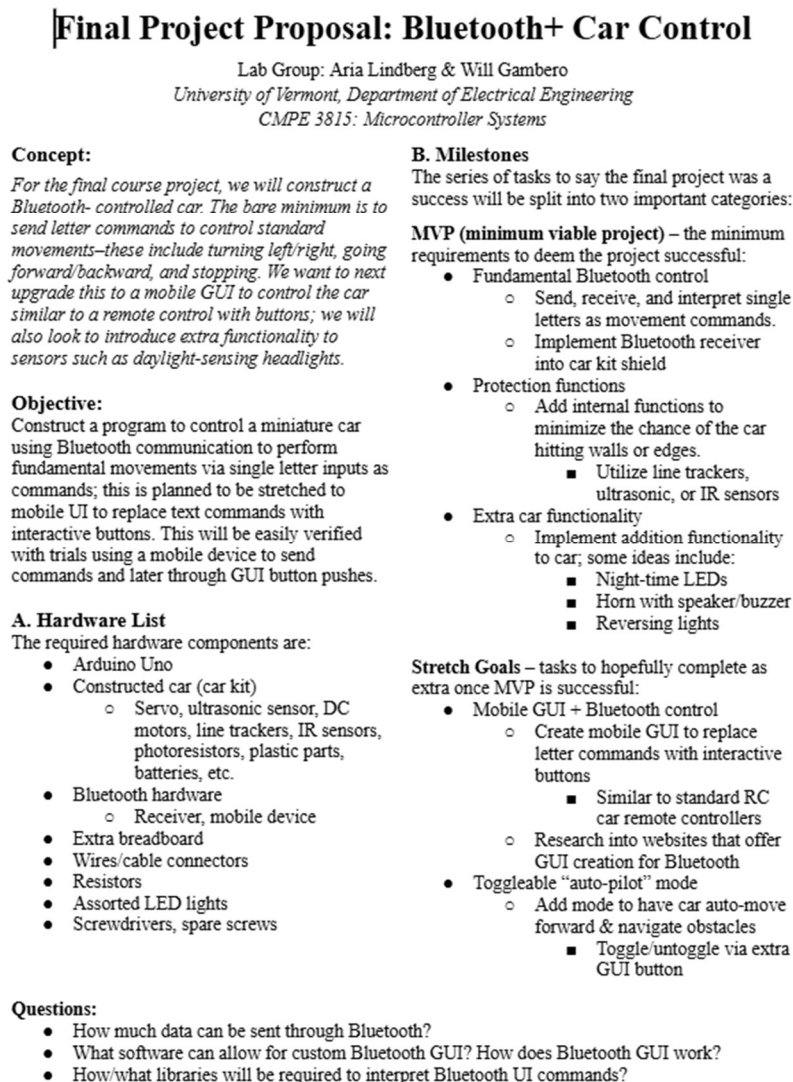 Final Project Proposal: Bluetooth+ Car Control
Lab Group: Aria Lindberg & Will Gambero
University of Vermont, Department of Electrical Engineering
CMPE 3815: Microcontroller Systems
Concept:
For the final course project, we will construct a
Bluetooth- controlled car. The bare minimum is to
send letter commands to control standard
movements–these include turning left/right, going
forward/backward, and stopping. We want to next
upgrade this to a mobile GUI to control the car
similar to a remote control with buttons; we will
also look to introduce extra functionality to
sensors such as daylight-sensing headlights.
Objective:
Construct a program to control a miniature car
using Bluetooth communication to perform
fundamental movements via single letter inputs as
commands; this is planned to be stretched to
mobile UI to replace text commands with
interactive buttons. This will be easily verified
with trials using a mobile device to send
commands and later through GUI button pushes.
A. Hardware List
The required hardware components are:
● Arduino Uno
● Constructed car (car kit)
○ Servo, ultrasonic sensor, DC
motors, line trackers, IR sensors,
photoresistors, plastic parts,
batteries, etc.
● Bluetooth hardware
○ Receiver, mobile device
● Extra breadboard
● Wires/cable connectors
● Resistors
● Assorted LED lights
● Screwdrivers, spare screws
B. Milestones
The series of tasks to say the final project was a
success will be split into two important categories:
MVP (minimum viable project) – the minimum
requirements to deem the project successful:
● Fundamental Bluetooth control
○ Send, receive, and interpret single
letters as movement commands.
○ Implement Bluetooth receiver
into car kit shield
● Protection functions
○ Add internal functions to
minimize the chance of the car
hitting walls or edges.
■ Utilize line trackers,
ultrasonic, or IR sensors
● Extra car functionality
○ Implement addition functionality
to car; some ideas include:
■ Night-time LEDs
■ Horn with speaker/buzzer
■ Reversing lights
Stretch Goals – tasks to hopefully complete as
extra once MVP is successful:
● Mobile GUI + Bluetooth control
○ Create mobile GUI to replace
letter commands with interactive
buttons
■ Similar to standard RC
car remote controllers
○ Research into websites that offer
GUI creation for Bluetooth
● Toggleable “auto-pilot” mode
○ Add mode to have car auto-move
forward & navigate obstacles
■ Toggle/untoggle via extra
GUI button
Questions:
● How much data can be sent through Bluetooth?
● What software can allow for custom Bluetooth GUI? How does Bluetooth GUI work?
● How/what libraries will be required to interpret Bluetooth UI commands?